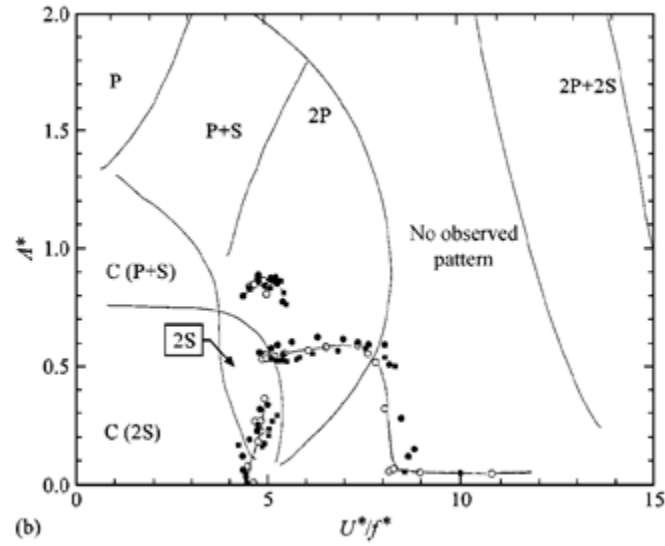 2.0
P
2P+2S
P+S
2P
1.5
No observed
pattern
1.0
C (P+S)
A*
2S
0.5
C (2S)
0.0
0
5
10
15
(b)
U*/f*